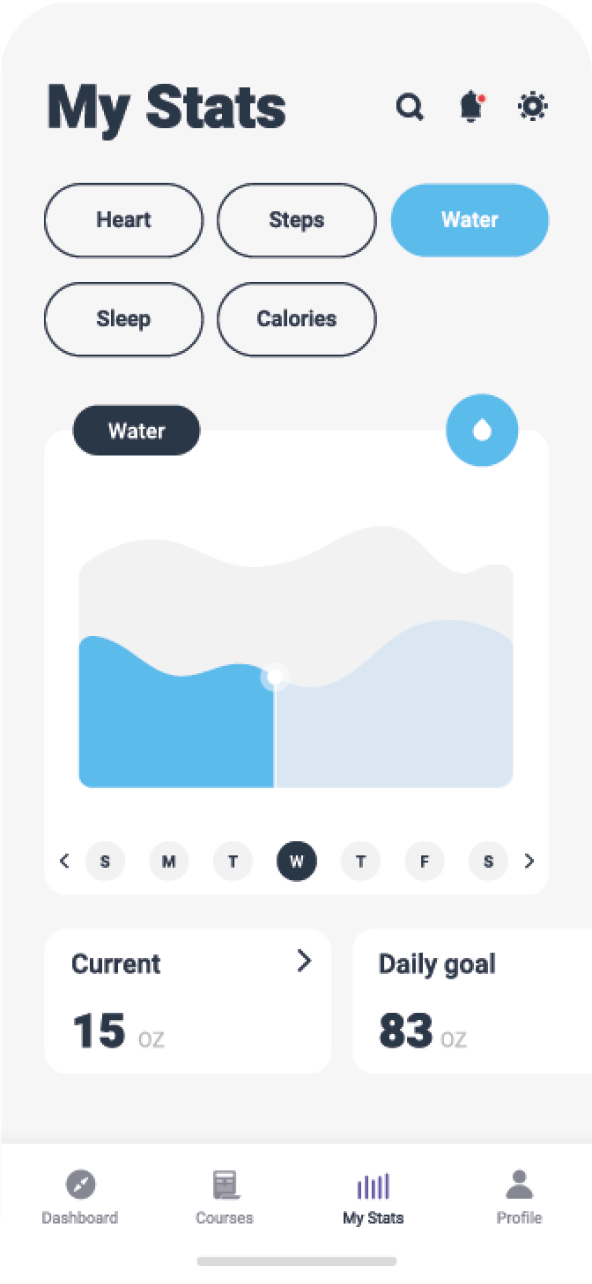 My Stats
Heart Steps Water
Sleep Calories
Water
S M T W T F S
Current
15 oz
Daily goal
83 oz
Dashboard Courses My Stats Profile